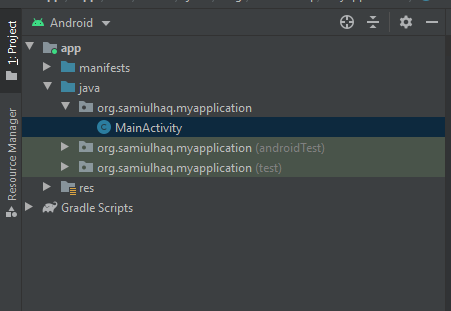 Android
1: Project
app
manifests
java
org.samiulhaq.myapplication
MainActivity
org.samiulhaq.myapplication (androidTest)
org.samiulhaq.myapplication (test)
res
Gradle Scripts
Resource Manager